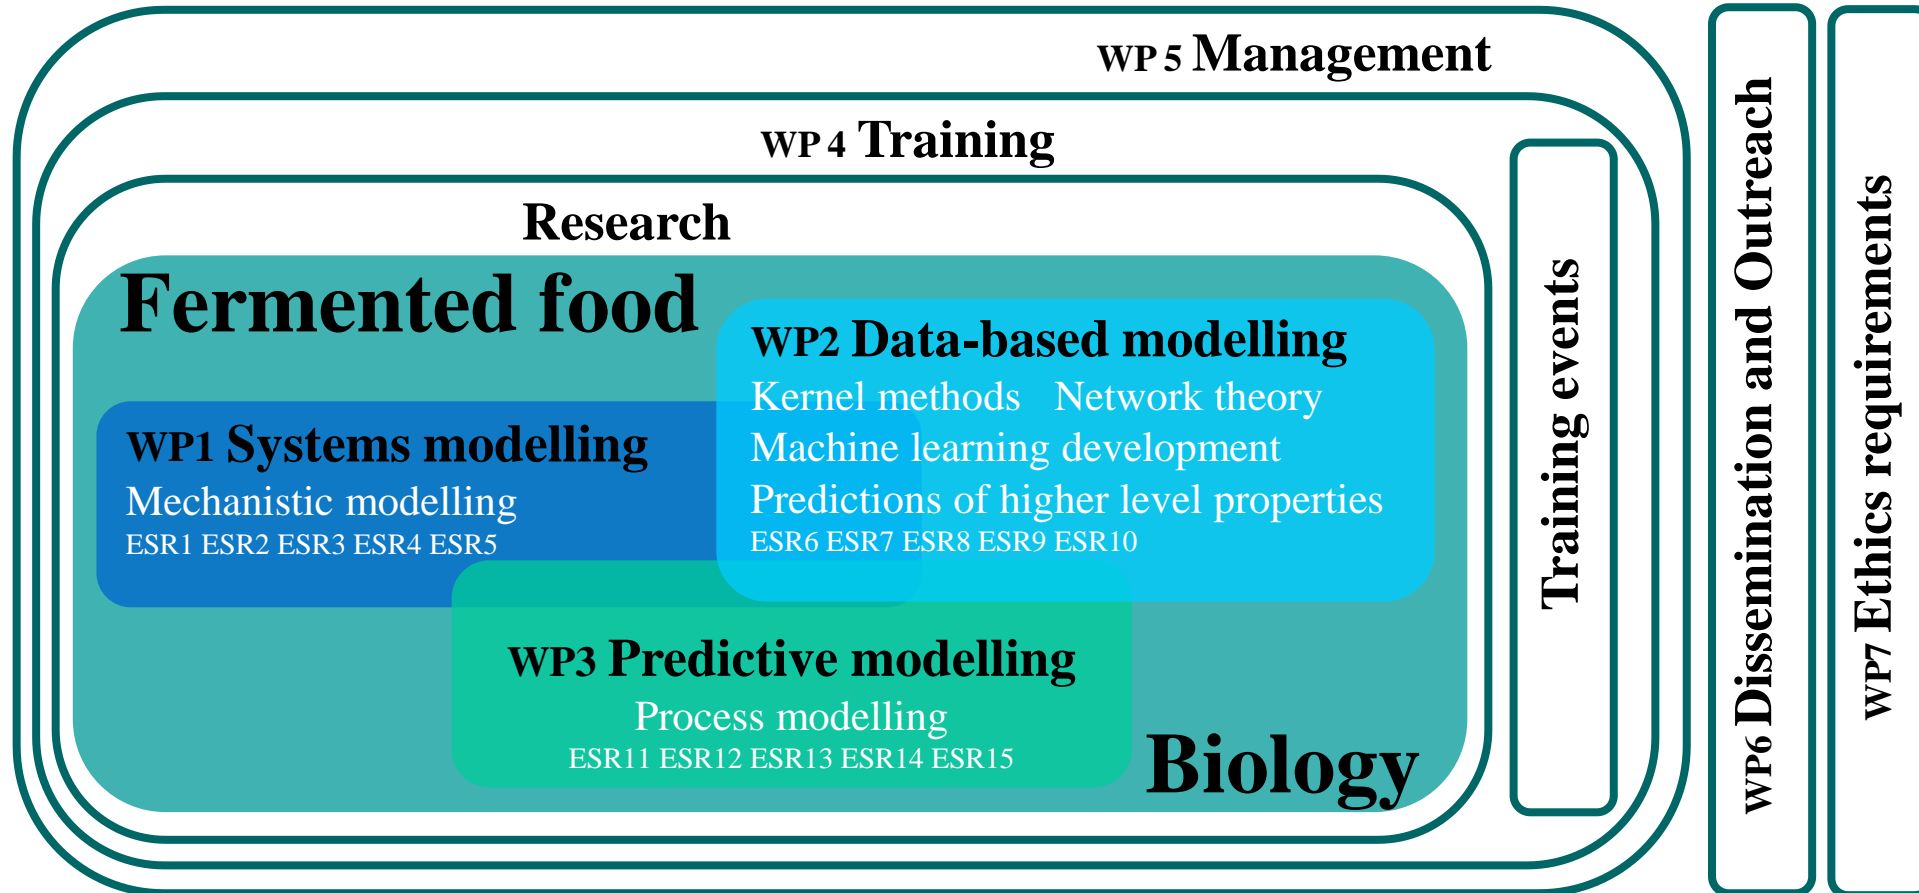 WP 5 Management
WP 4 Training
Research
Fermented food
WP2 Data-based modelling
Kernel methods Network theory
Machine learning development
Predictions of higher level properties
ESR6 ESR7 ESR8 ESR9 ESR10
WP1 Systems modelling
Mechanistic modelling
ESR1 ESR2 ESR3 ESR4 ESR5
WP3 Predictive modelling
Process modelling
ESR11 ESR12 ESR13 ESR14 ESR15
Biology
Training events
WP6 Dissemination and Outreach
WP7 Ethics requirements